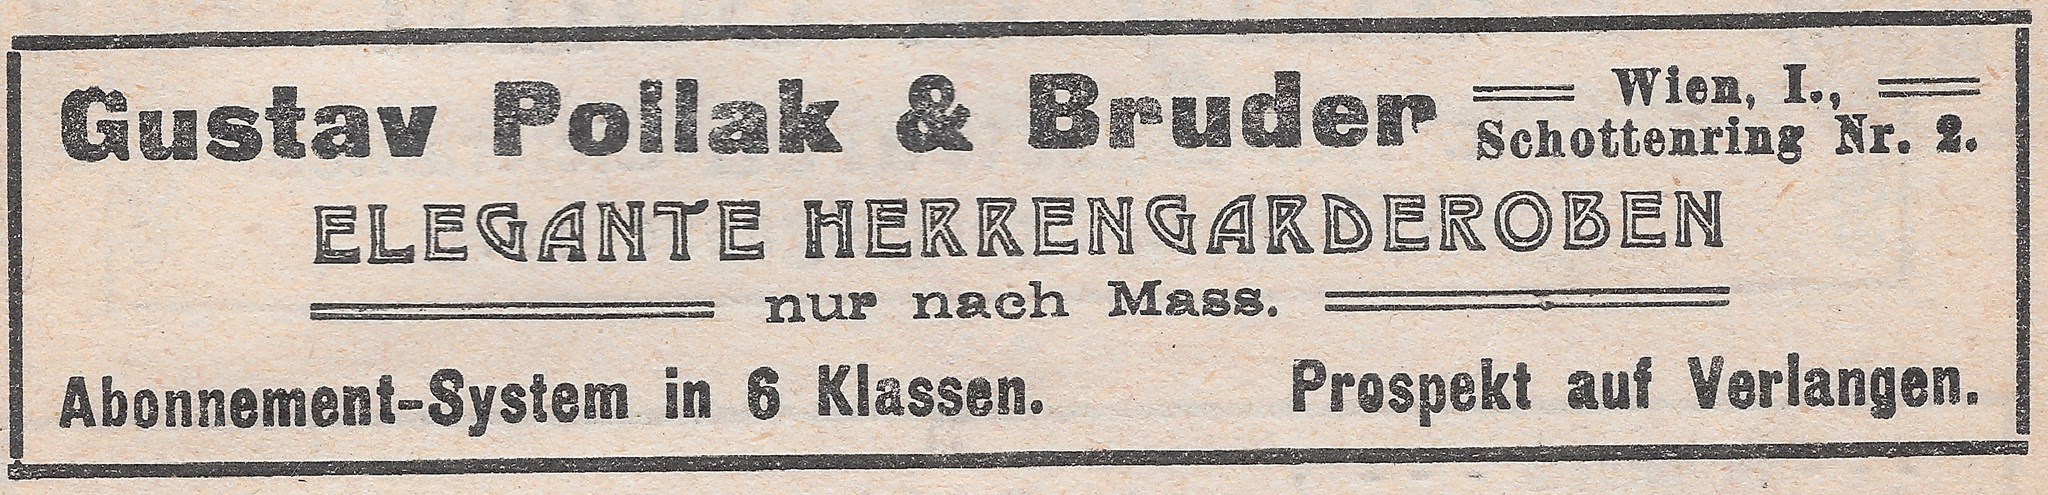 Gustav Pollak & Bruder
Wien, I.,
Schottenring Nr. 2.
ELEGANTE HERRENGARDEROBEN
nur nach Mass.
Abonnement-System in 6 Klassen.
Prospekt auf Verlangen.